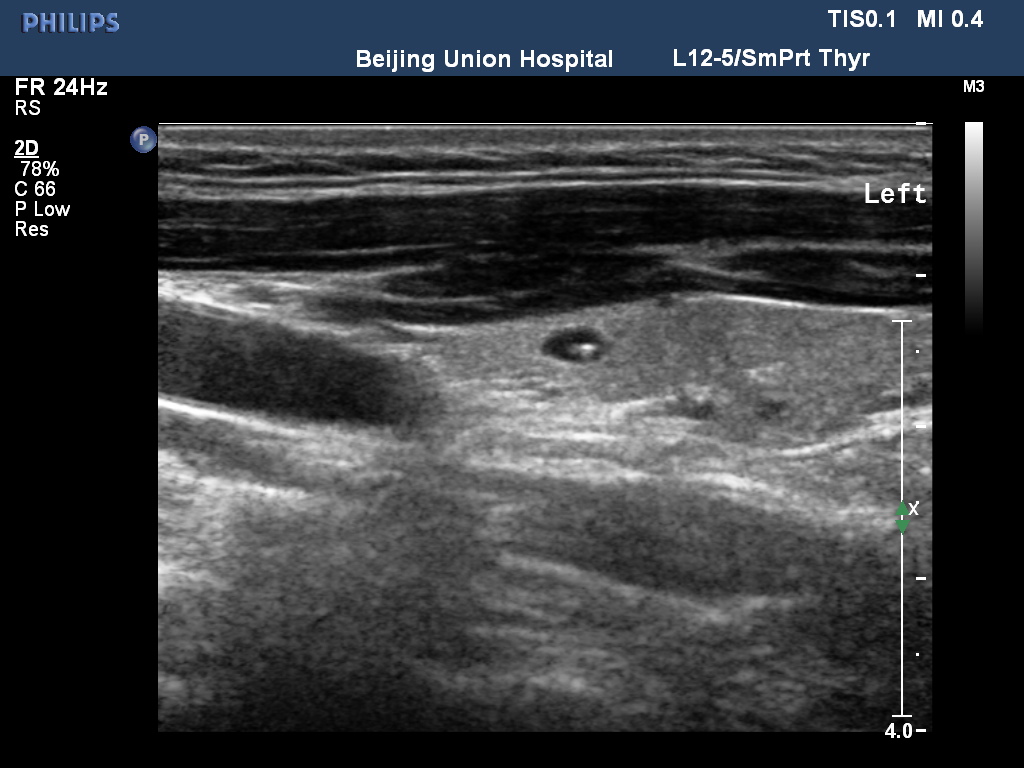 PHILIPS
TIS0.1 MI 0.4
Beijing Union Hospital
L12-5/SmPrt Thyr
FR 24Hz
RS
M3
P
2D
78%
C 66
P Low
Res
Left
X
4.0